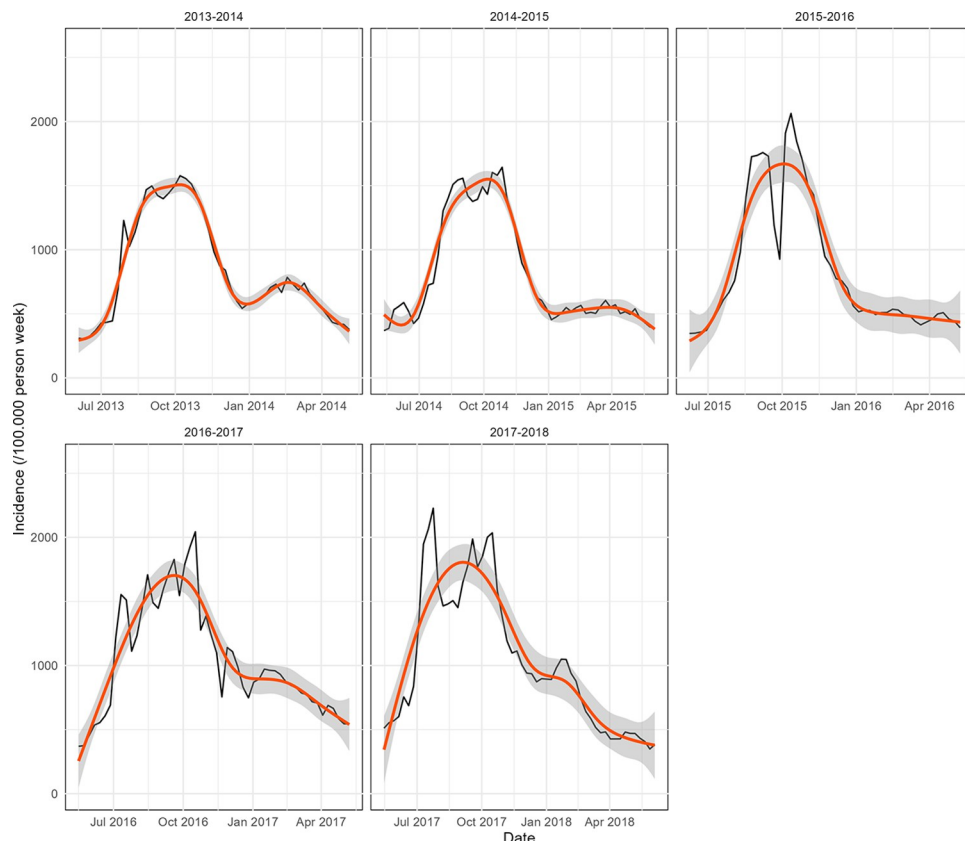 2013-2014
2014-2015
2015-2016
2000
1000
0
Jul 2013 Oct 2013 Jan 2014 Apr 2014
Jul 2014 Oct 2014 Jan 2015 Apr 2015
Jul 2015 Oct 2015 Jan 2016 Apr 2016
Incidence (/100.000 person week)
2016-2017
2017-2018
2000
1000
0
Jul 2016 Oct 2016 Jan 2017 Apr 2017
Jul 2017 Oct 2017 Jan 2018 Apr 2018
Date